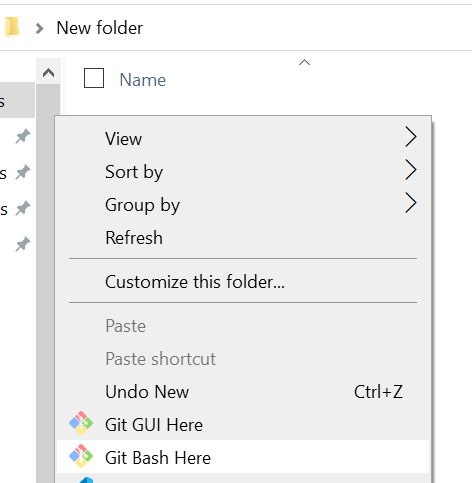 New folder
Name
s
s
s
View
Sort by
Group by
Refresh
Customize this folder...
Paste
Paste shortcut
Undo New Ctrl+Z
Git GUI Here
Git Bash Here